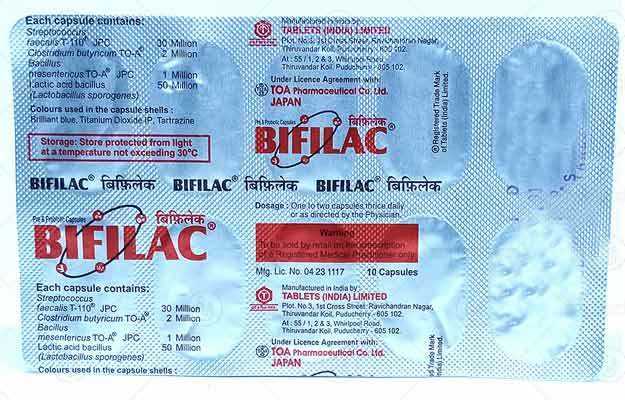 Each capsule contains:
Streptococcus
faecalis T-110® JPC 30 Million
Clostridium butyricum TO-A® 2 Million
Bacillus
mesentericus TO-A® JPC 1 Million
Lactic acid bacillus 50 Million
(Lactobacillus sporogenes)
Colours used in the capsule shells :
Brilliant blue, Titanium Dioxide IP, Tartrazine
Storage: Store protected from light
at a temperature not exceeding 30°C
Manufactured in India by :
TABLETS (INDIA) LIMITED
Plot. No.3, 1st Cross Street, Ravichandran Nagar,
Thiruvandar Koil, Puducherry - 605 102.
At : 55 / 1, 2 & 3, Whirlpool Road,
Thiruvandar Koil, Puducherry - 605 102.
Under Licence Agreement with:
TOA Pharmaceutical Co. Ltd.
JAPAN
Pre & Probiotic Capsules बिफ़िलेक
BIFILAC®
® Registered Trade Mark
of Tablets (India) Limited.
BIFILAC® बिफ़िलेक BIFILAC® बिफ़िलेक BIFILAC® बिफ़िलेक
Pre & Probiotic Capsules बिफ़िलेक
BIFILAC®
Dosage : One to two capsules thrice daily
or as directed by the Physician.
Warning
To be sold by retail on the prescription
of a Registered Medical Practitioner only
Mfg. Lic. No. 04 23 1117 10 Capsules
Each capsule contains:
Streptococcus
faecalis T-110® JPC 30 Million
Clostridium butyricum TO-A® 2 Million
Bacillus
mesentericus TO-A® JPC 1 Million
Lactic acid bacillus 50 Million
(Lactobacillus sporogenes)
Colours used in the capsule shells :
Manufactured in India by :
TABLETS (INDIA) LIMITED
Plot. No.3, 1st Cross Street, Ravichandran Nagar,
Thiruvandar Koil, Puducherry - 605 102.
At : 55 / 1, 2 & 3, Whirlpool Road,
Thiruvandar Koil, Puducherry - 605 102.
Under Licence Agreement with:
TOA Pharmaceutical Co. Ltd.
JAPAN
Trade Mark
(India) Limited.